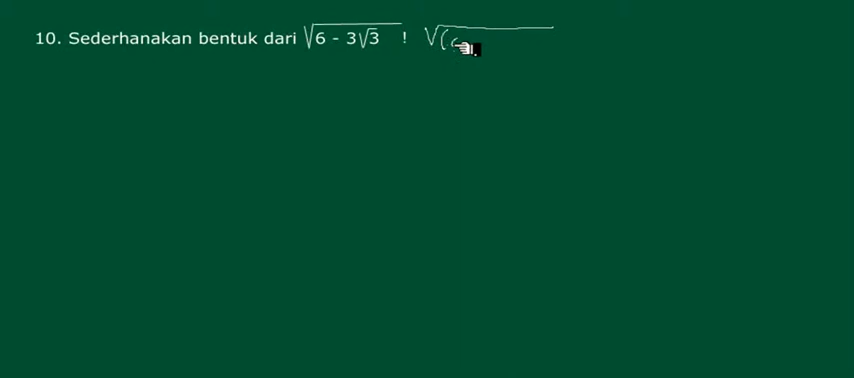 10. Sederhanakan bentuk dari √6 - 3√3 ! √(